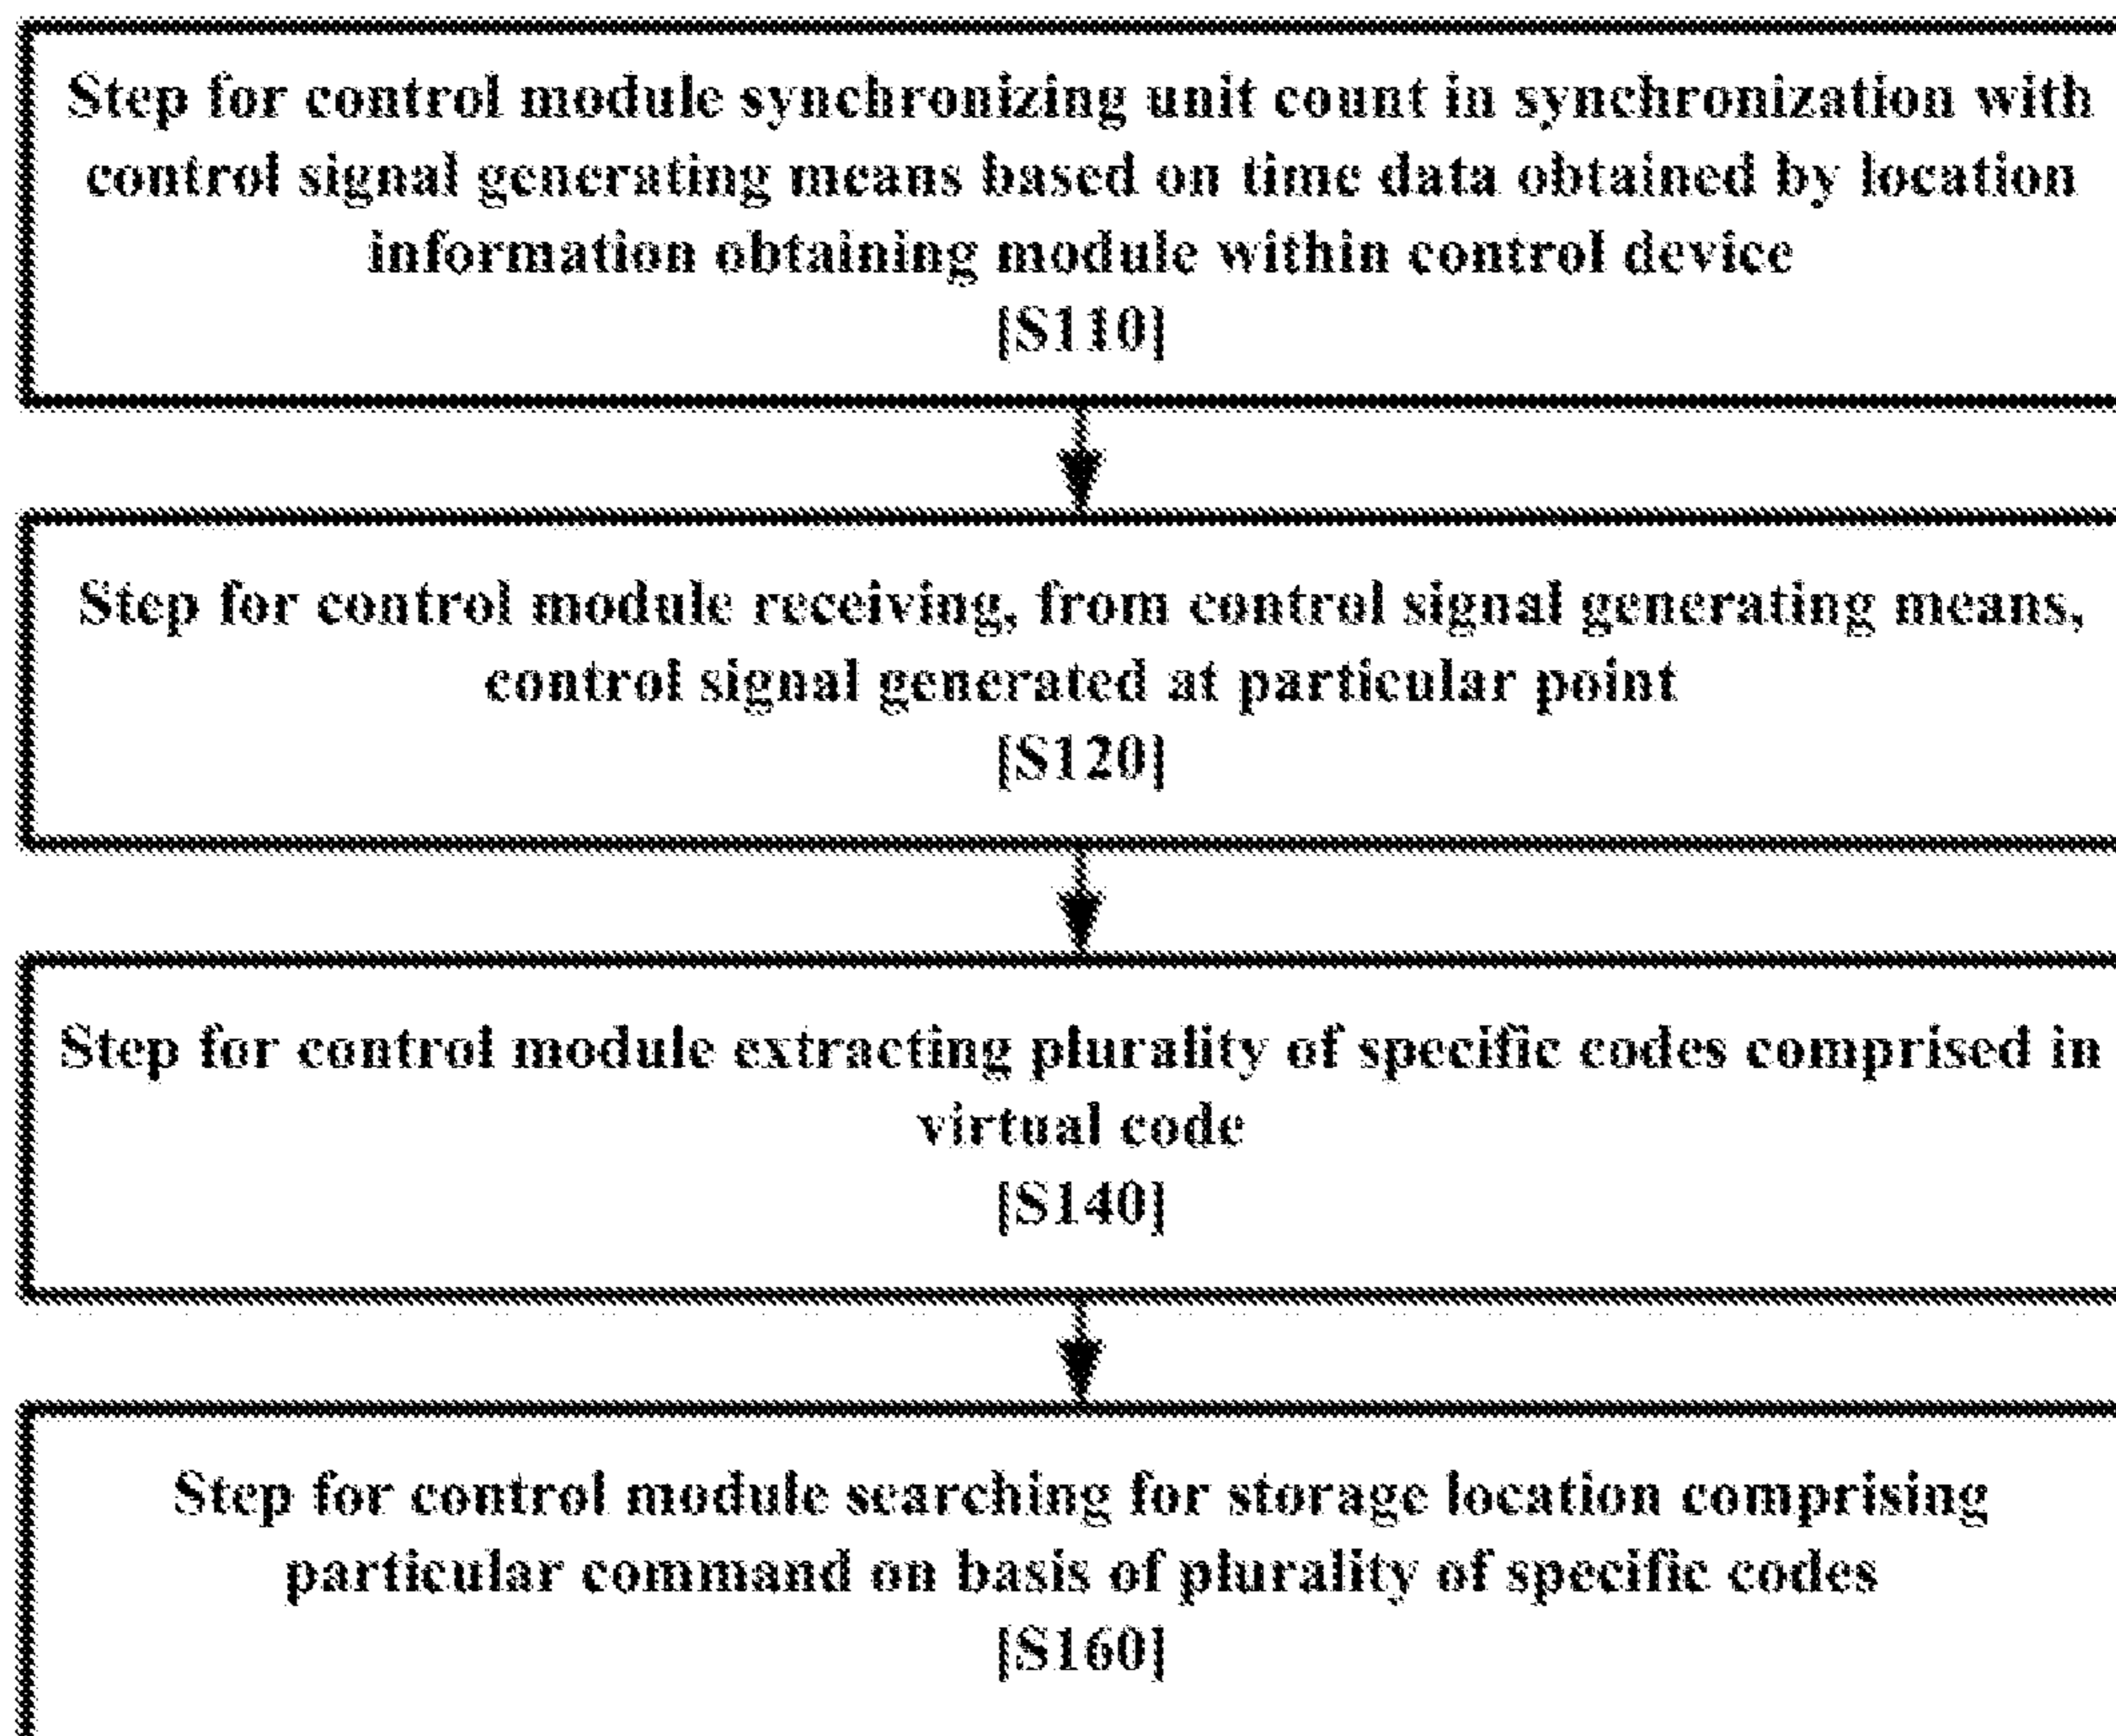 Step for control module synchronizing unit count in synchronization with
control signal generating means based on time data obtained by location
information obtaining module within control device
[S110]
Step for control module receiving, from control signal generating means,
control signal generated at particular point
[S120]
Step for control module extracting plurality of specific codes comprised in
virtual code
[S140]
Step for control module searching for storage location comprising
particular command on basis of plurality of specific codes
[S160]